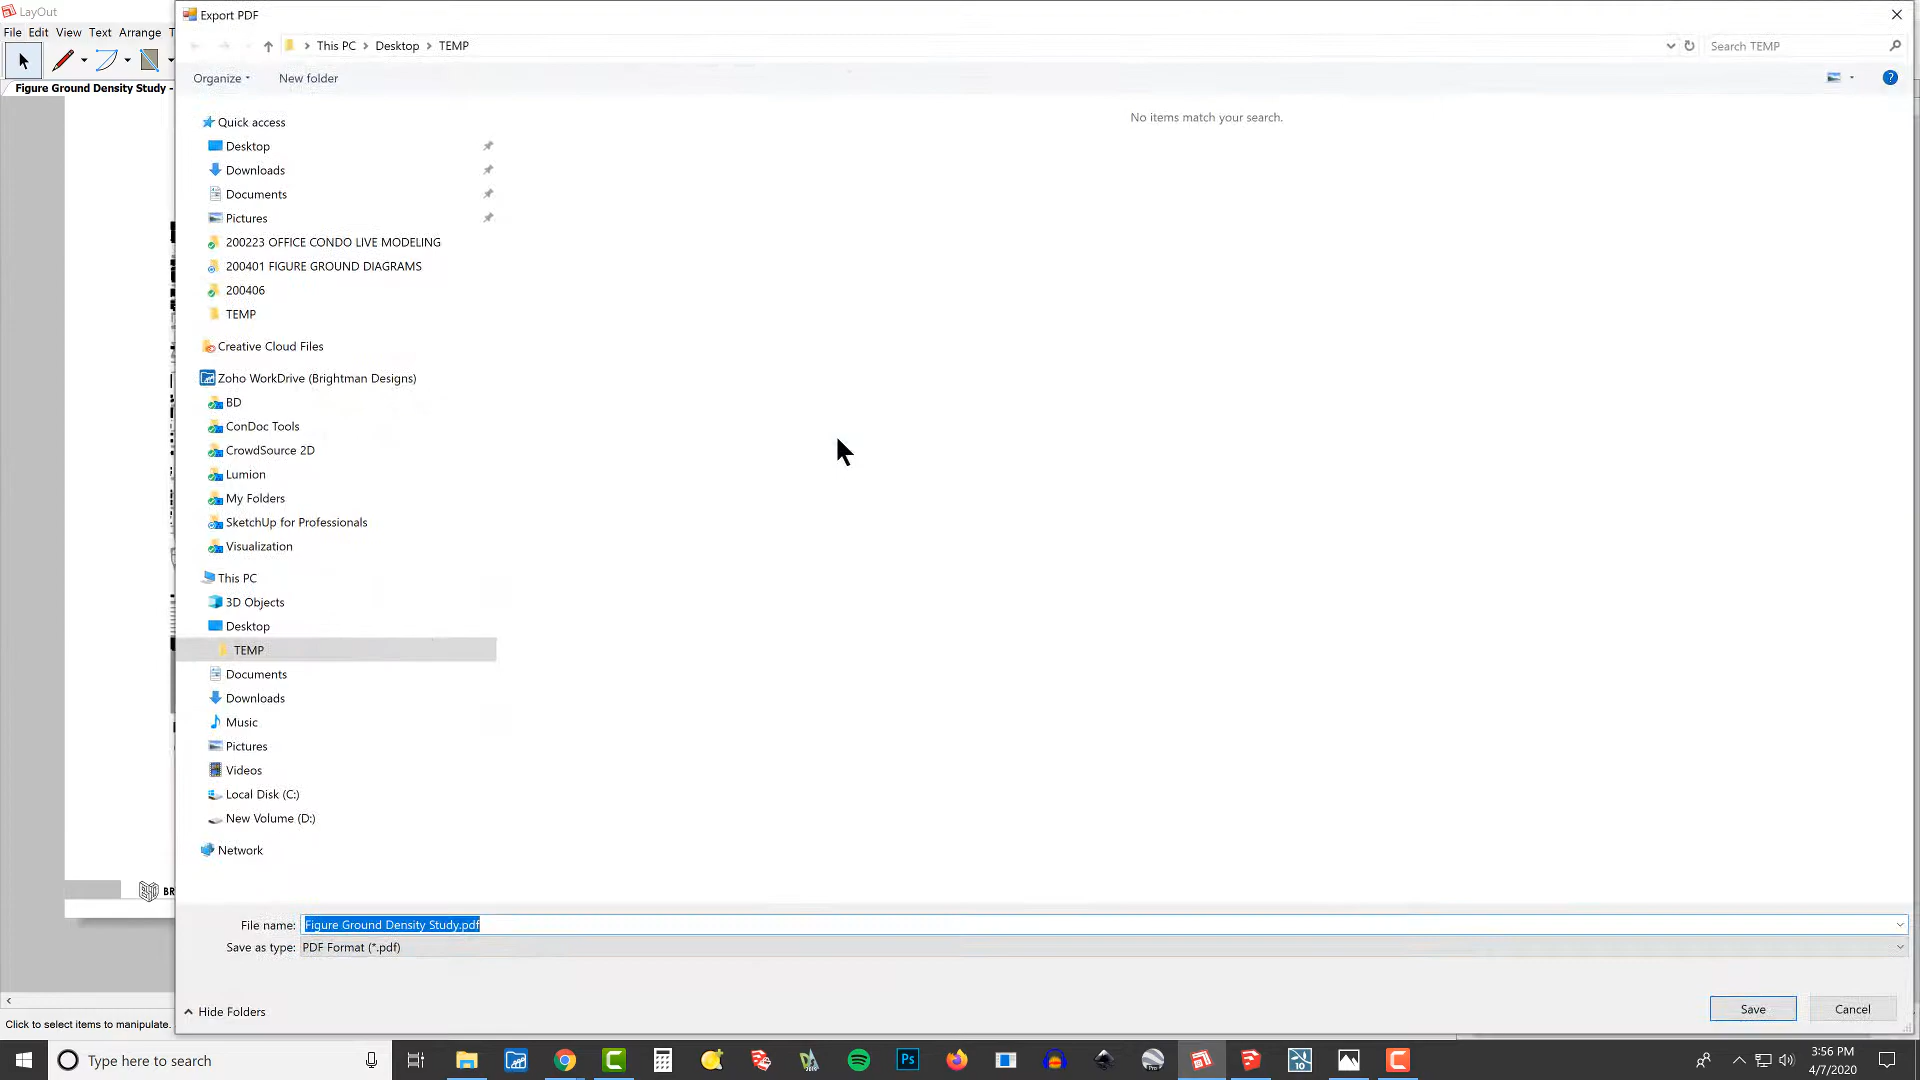 LayOut
Export PDF
File Edit View Text Arrange
This PC Desktop TEMP
Search TEMP
Organize
New folder
Figure Ground Density Study -
No items match your search.
Quick access
Desktop
Downloads
Documents
Pictures
200223 OFFICE CONDO LIVE MODELING
200401 FIGURE GROUND DIAGRAMS
200406
TEMP
Creative Cloud Files
Zoho WorkDrive (Brightman Designs)
BD
ConDoc Tools
CrowdSource 2D
Lumion
My Folders
SketchUp for Professionals
Visualization
This PC
3D Objects
Desktop
TEMP
Documents
Downloads
Music
Pictures
Videos
Local Disk (C:)
New Volume (D:)
Network
BR
File name: Figure Ground Density Study.pdf
Save as type: PDF Format (*.pdf)
Hide Folders
Save
Cancel
Click to select items to manipulate.
Type here to search
Ps
10
3:56 PM
4/7/2020